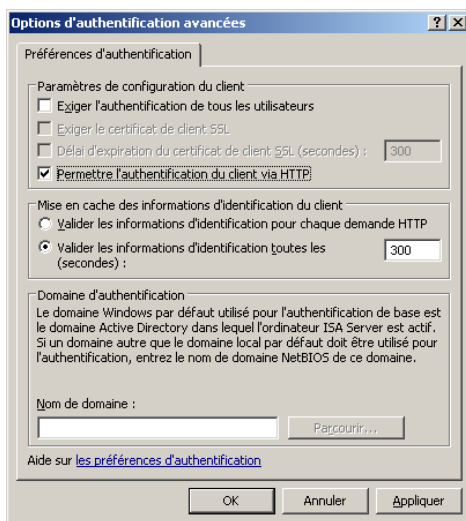 Options d'authentification avancées
Préférences d'authentification
Paramètres de configuration du client
Exiger l'authentification de tous les utilisateurs
Exiger le certificat de client SSL
Délai d'expiration du certificat de client SSL (secondes) : 300
Permettre l'authentification du client via HTTP
Mise en cache des informations d'identification du client
Valider les informations d'identification pour chaque demande HTTP
Valider les informations d'identification toutes les 300
(secondes) :
Domaine d'authentification
Le domaine Windows par défaut utilisé pour l'authentification de base est
le domaine Active Directory dans lequel l'ordinateur ISA Server est actif.
Si un domaine autre que le domaine local par défaut doit être utilisé pour
l'authentification, entrez le nom de domaine NetBIOS de ce domaine.
Nom de domaine :
Parcourir...
Aide sur les préférences d'authentification
OK Annuler Appliquer